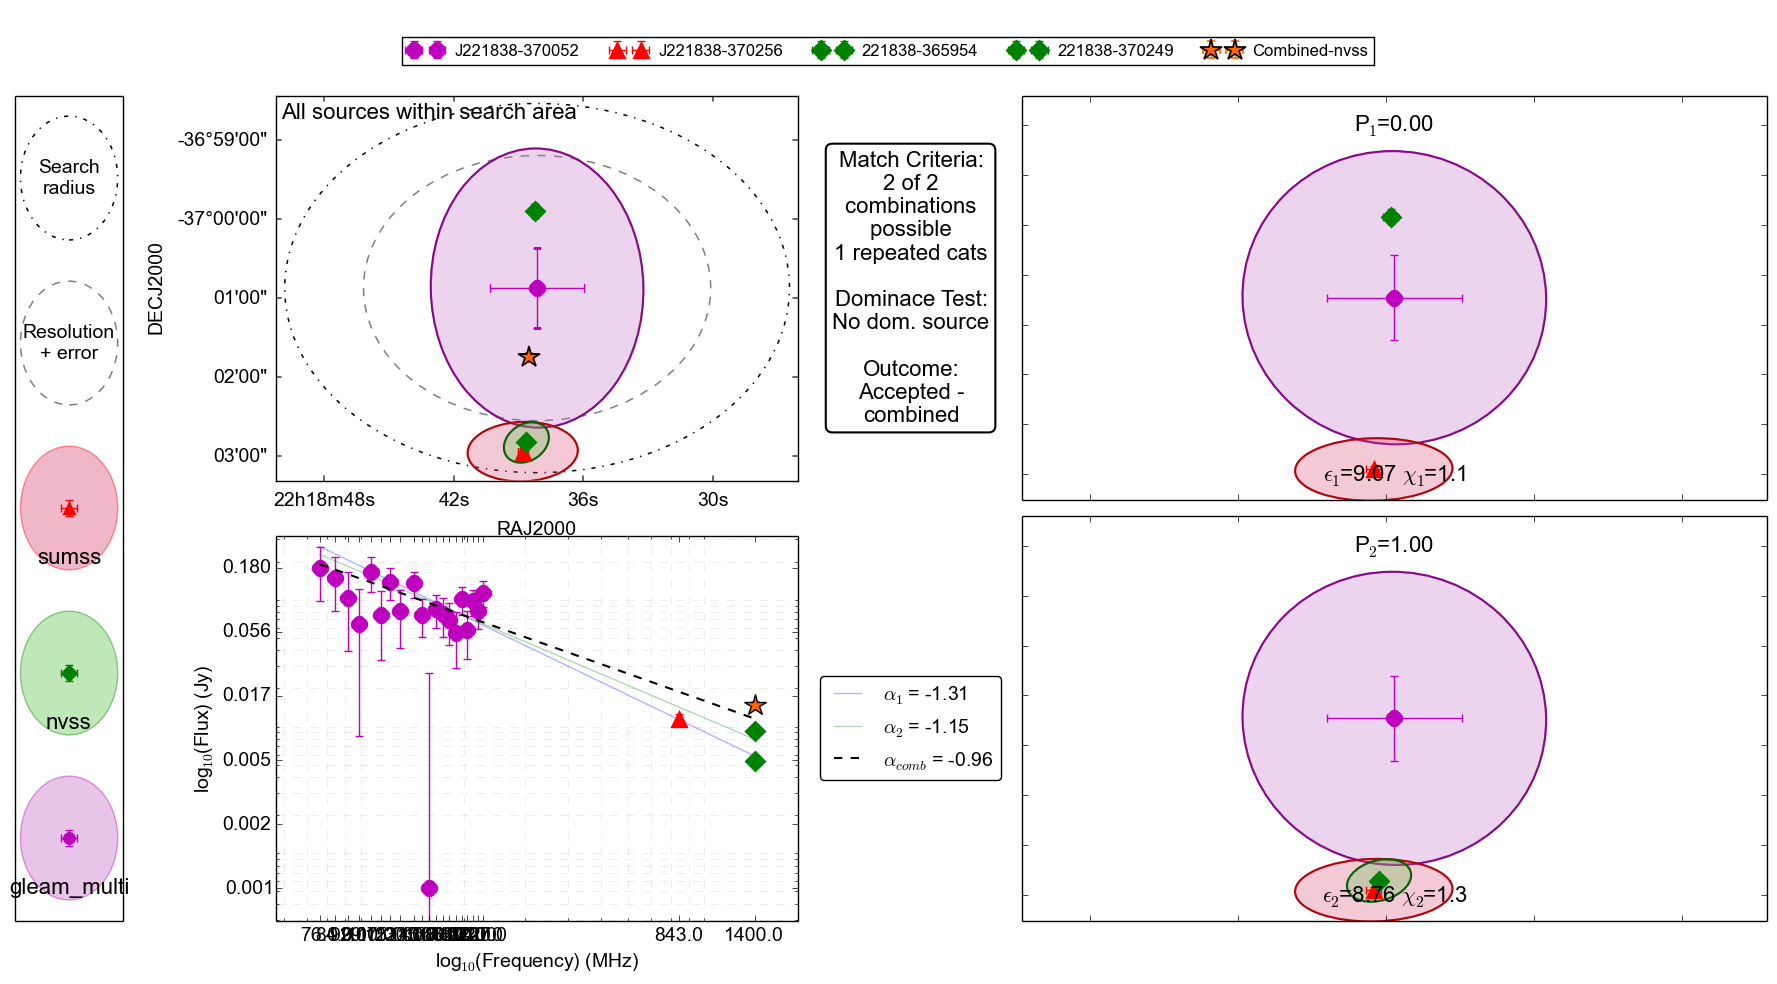 J221838-370052 J221838-370256 221838-365954 221838-370249 Combined-nvss
Search
radius
Resolution
+ error
sumss
nvss
gleam_multi
All sources within search area
-36°59'00"
-37°00'00"
01'00"
02'00"
03'00"
DECJ2000
22h18m48s 42s 36s 30s
RAJ2000
Match Criteria:
2 of 2
combinations
possible
1 repeated cats
Dominace Test:
No dom. source
Outcome:
Accepted -
combined
P1=0.00
ϵ1=9.07 χ1=1.1
P2=1.00
ϵ2=8.76 χ2=1.3
0.180
0.056
0.017
0.005
0.002
0.001
log10(Flux) (Jy)
843.0 1400.0
log10(Frequency) (MHz)
α1 = -1.31
α2 = -1.15
αcomb = -0.96